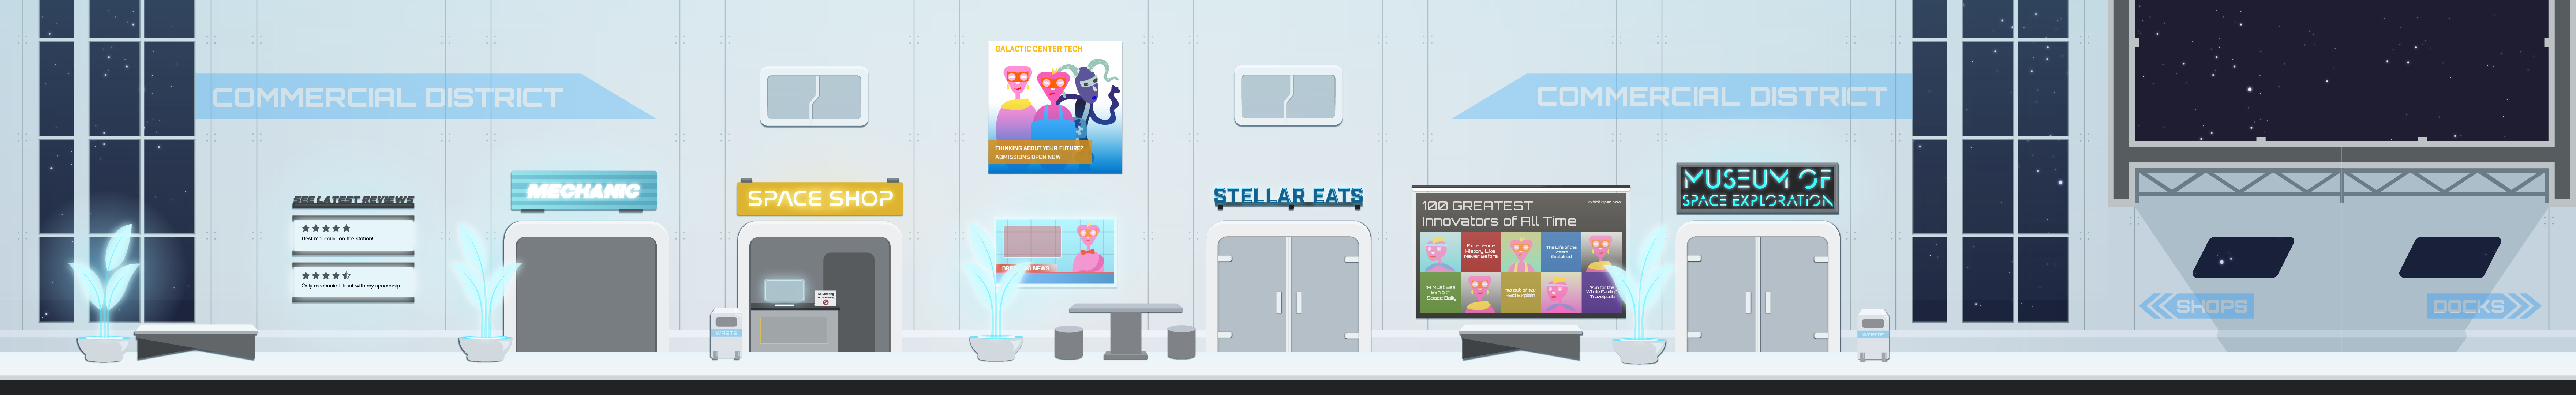 COMMERCIAL DISTRICT
SEE LATEST REVIEWS
Best mechanic on the station!
Only mechanic I trust with my spaceship.
MECHANIC
SPACE SHOP
WASTE
GALACTIC CENTER TECH
THINKING ABOUT YOUR FUTURE?
ADMISSIONS OPEN NOW
NEWS
STELLAR EATS
COMMERCIAL DISTRICT
100 GREATEST
Innovators of All Time
Exhibit Open Now
Experience
History Like
Never Before
The Life of the
Greats
Explained
"A Must See
Exhibit"
-Space Daily
"10 out of 10."
-Sci Explain
"Fun for the
Whole Family"
-Travelpedia
MUSEUM OF
SPACE EXPLORATION
WASTE
SHOPS
DOCKS